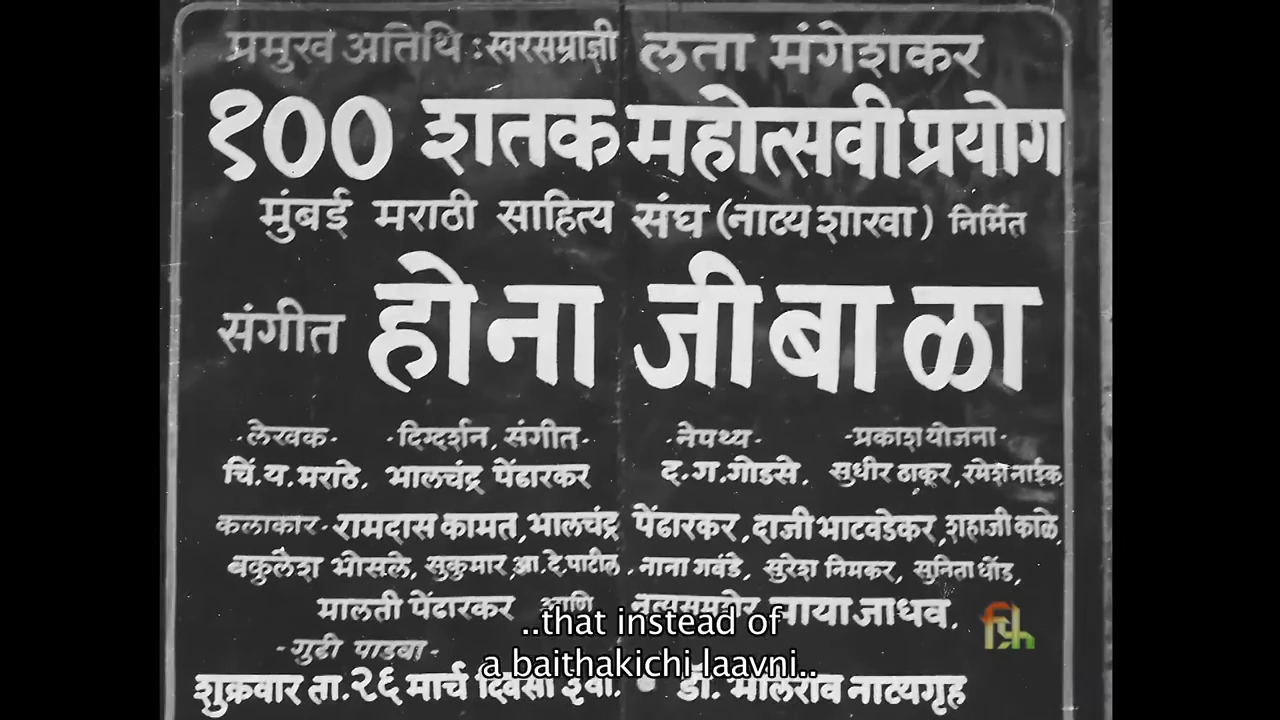 प्रमुख अतिथि : स्वरसम्राज्ञी लता मंगेशकर
१०० शतक महोत्सवी प्रयोग
मुंबई मराठी साहित्य संघ (नाट्य शाखा) निर्मित
संगीत होनाजी बाळा
·लेखक· ·दिग्दर्शन, संगीत· ·नेपथ्य· -प्रकाश योजना·
चिं.य.मराठे. भालचंद्र पेंढारकर द.ग.गोडसे. सुधीर ठाकूर, रमेश नाईक
कलाकार· रामदास कामत, भालचंद्र पेंढारकर, दाजी भाटवडेकर, शहाजी काळे,
बकुलेश भोसले, सुकुमार, आ.दे.पाटील, नाना गवंडे, सुरेश निमकर, सुनिता धोंड,
मालती पेंढारकर आणि माया जाधव.
..that instead of
-गुढी पाडवा-
a baithakichi laavni..
शुक्रवार ता.२६ मार्च • डॉ. भालेराव नाट्यगृह